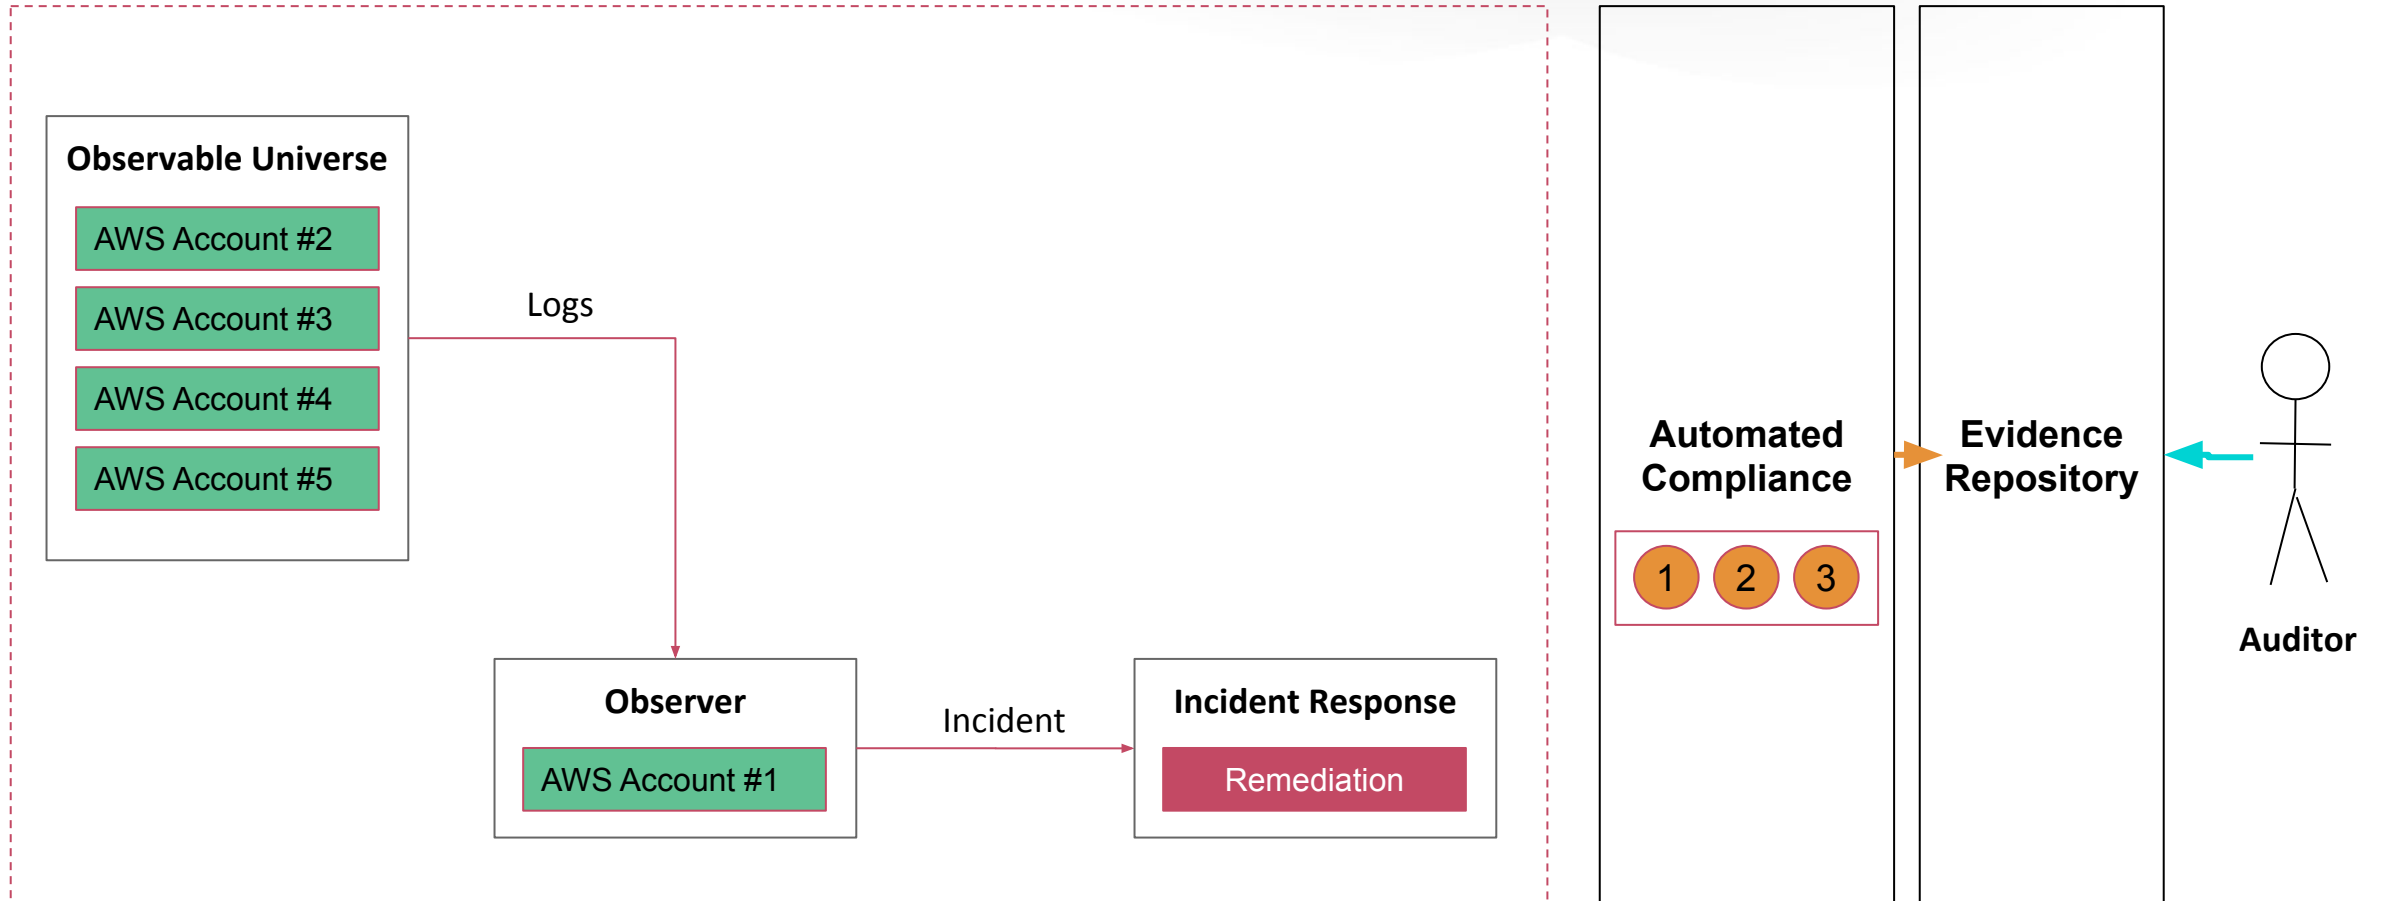 Observable Universe
AWS Account #2
AWS Account #3
AWS Account #4
AWS Account #5
Logs
Observer
AWS Account #1
Incident
Incident Response
Remediation
Automated
Compliance
1 2 3
Evidence
Repository
Auditor